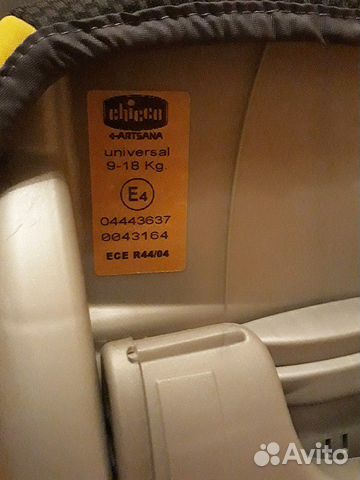 chicco
ARTSANA
universal
9-18 Kg.
E4
04443637
0043164
ECE R44/04
Avito